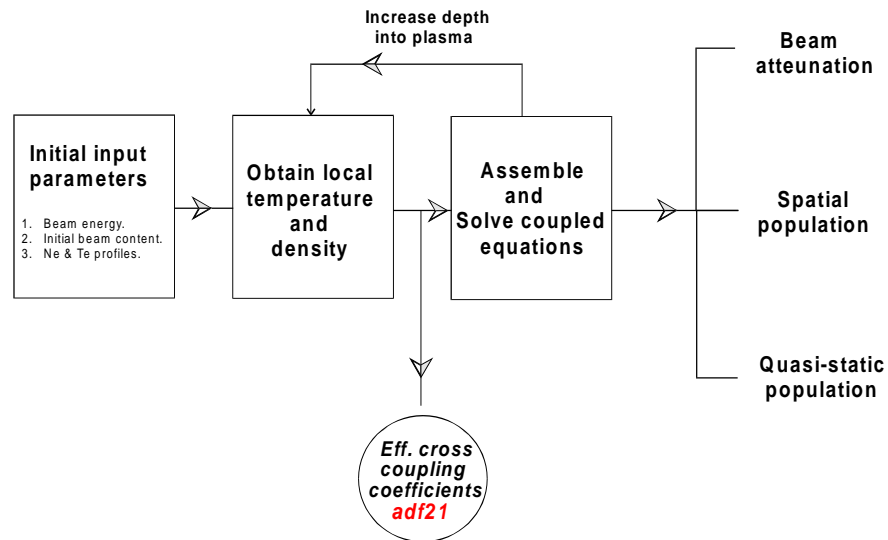 Increase depth
into plasma
Initial input
parameters
1. Beam energy.
2. Initial beam content.
3. Ne & Te profiles.
Obtain local
temperature
and
density
Assemble
and
Solve coupled
equations
Beam
atteunation
Spatial
population
Quasi-static
population
Eff. cross
coupling
coefficients
adf21